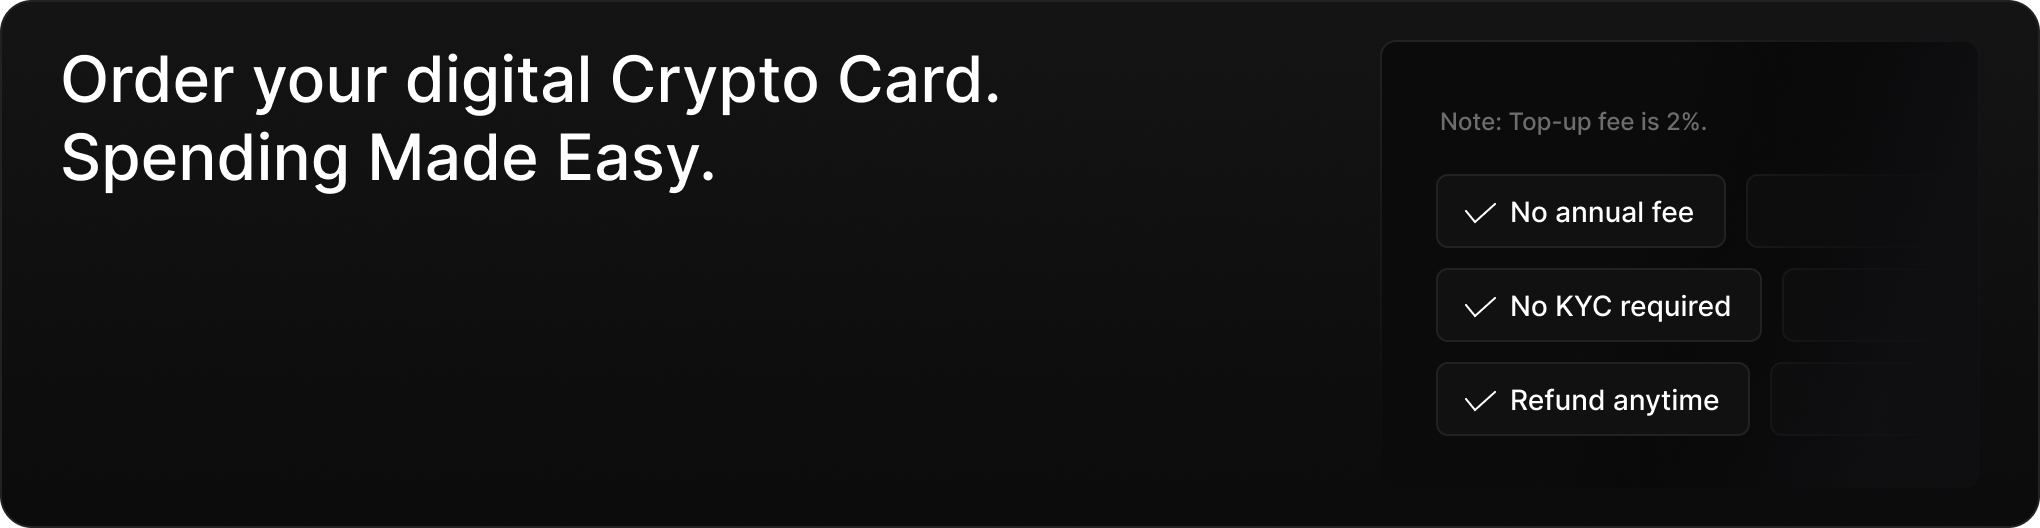 Order your digital Crypto Card.
Spending Made Easy.
Note: Top-up fee is 2%.
No annual fee
No KYC required
Refund anytime